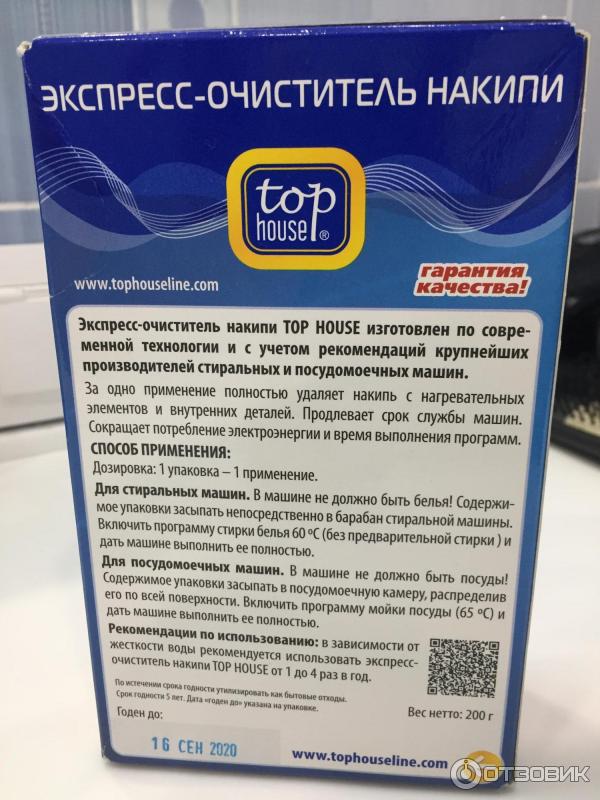 ЭКСПРЕСС-ОЧИСТИТЕЛЬ НАКИПИ
top
house®
www.tophouseline.com
гарантия
качества!
Экспресс-очиститель накипи TOP HOUSE изготовлен по совре-
менной технологии и с учетом рекомендаций крупнейших
производителей стиральных и посудомоечных машин.
За одно применение полностью удаляет накипь с нагревательных
элементов и внутренних деталей. Продлевает срок службы машин.
Сокращает потребление электроэнергии и время выполнения программ.
СПОСОБ ПРИМЕНЕНИЯ:
Дозировка: 1 упаковка – 1 применение.
Для стиральных машин. В машине не должно быть белья! Содержи-
мое упаковки засыпать непосредственно в барабан стиральной машины.
Включить программу стирки белья 60 ºС (без предварительной стирки ) и
дать машине выполнить ее полностью.
Для посудомоечных машин. В машине не должно быть посуды!
Содержимое упаковки засыпать в посудомоечную камеру, распределив
его по всей поверхности. Включить программу мойки посуды (65 ºС) и
дать машине выполнить ее полностью.
Рекомендации по использованию: в зависимости от
жесткости воды рекомендуется использовать экспресс-
очиститель накипи TOP HOUSE от 1 до 4 раз в год.
По истечении срока годности утилизировать как бытовые отходы.
Срок годности 5 лет. Дата «годен до» указана на упаковке.
Годен до:
Вес нетто: 200 г
16 СЕН 2020
www.tophouseline.com
ОТЗОВИК